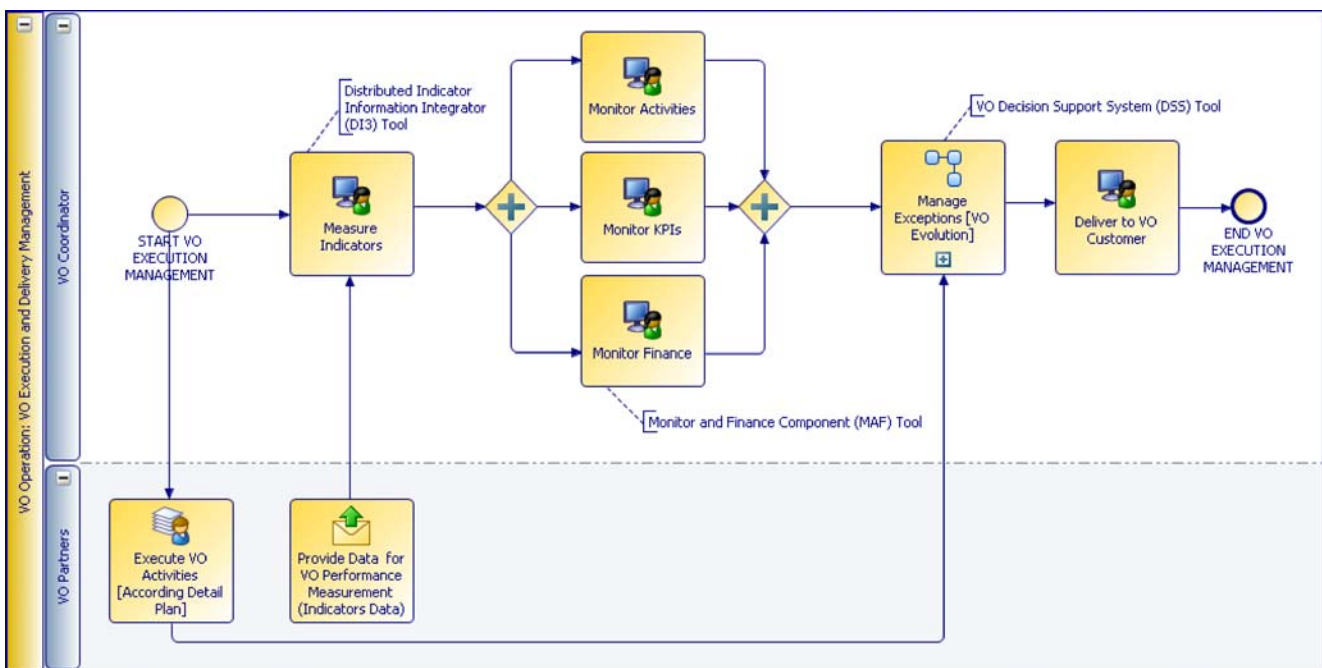 VO Operation: VO Execution and Delivery Management
VO Coordinator
START VO
EXECUTION
MANAGEMENT
Distributed Indicator
Information Integrator
(DI3) Tool
Measure
Indicators
Monitor Activities
Monitor KPIs
Monitor Finance
Monitor and Finance Component (MAF) Tool
VO Decision Support System (DSS) Tool
Manage
Exceptions [VO
Evolution]
Deliver to VO
Customer
END VO
EXECUTION
MANAGEMENT
VO Partners
Execute VO
Activities
[According Detail
Plan]
Provide Data for
VO Performance
Measurement
(Indicators Data)